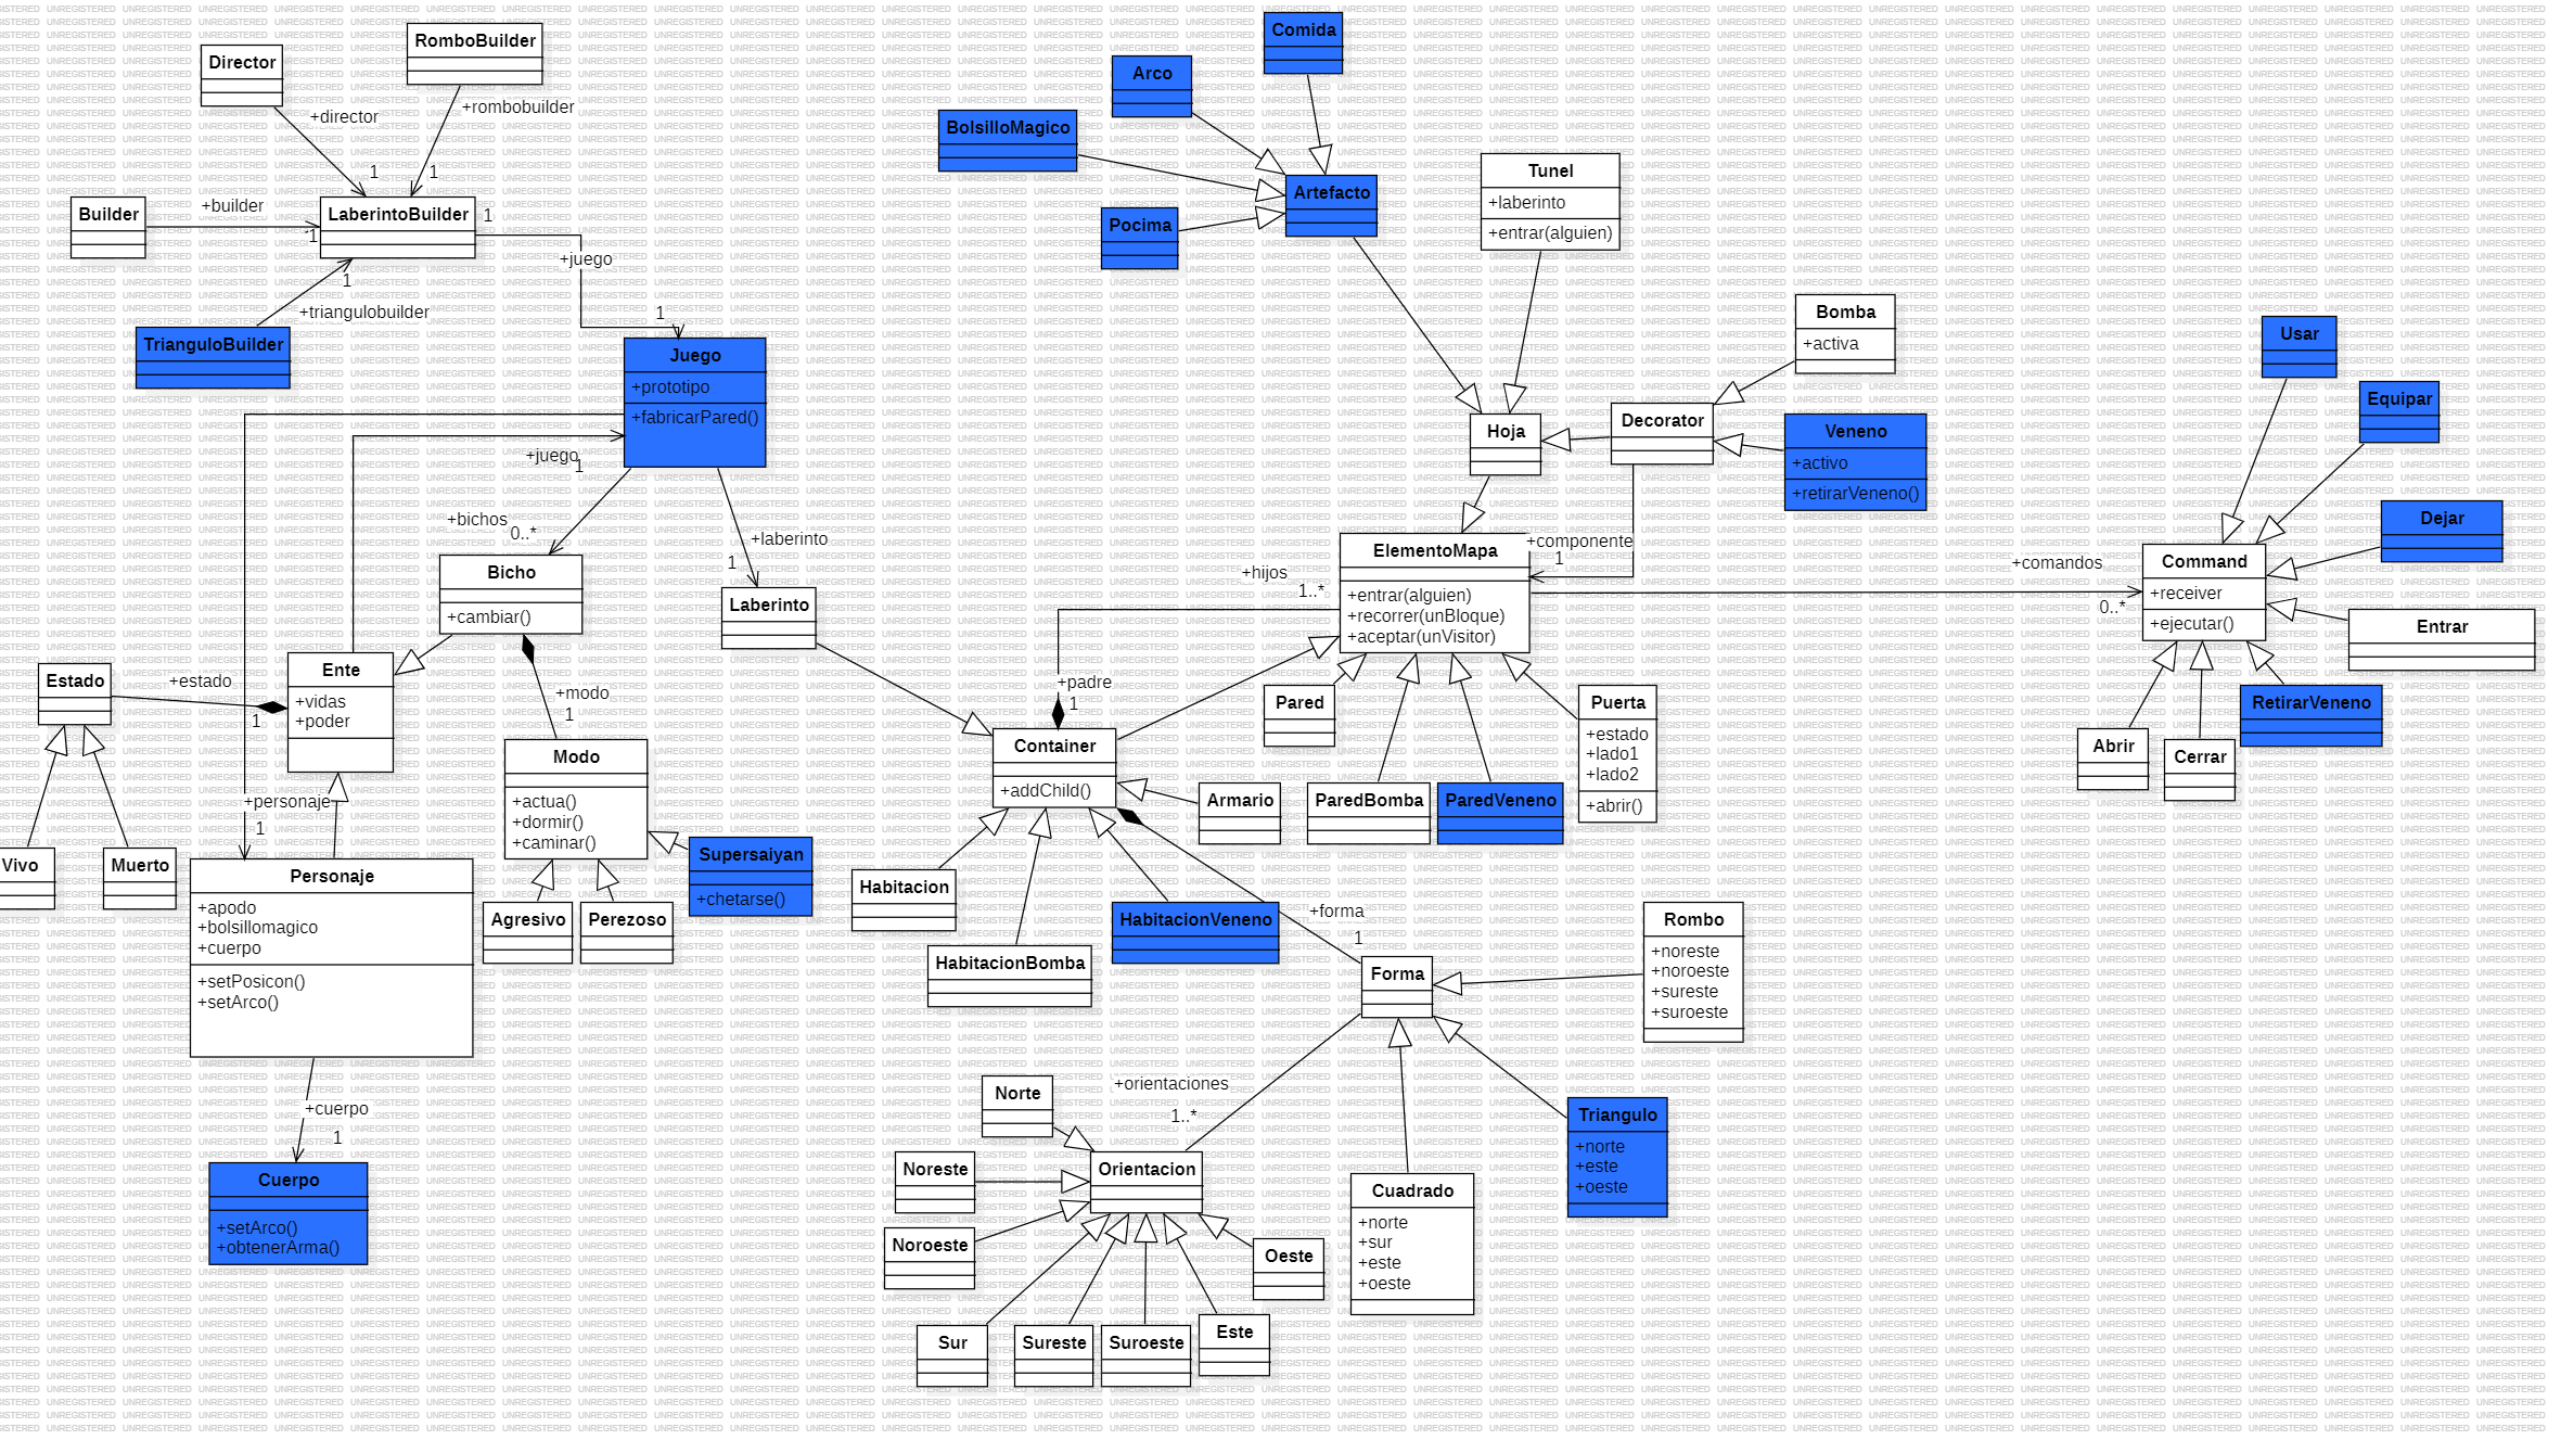 Director
RomboBuilder
+director
1
+rombobuilder
1
Builder
+builder
1
LaberintoBuilder
1
+juego
1
1
+triangulobuilder
TrianguloBuilder
Juego
+prototipo
+fabricarPared()
+juego
1
+bichos
0..*
+laberinto
1
Bicho
+cambiar()
Laberinto
Estado
+estado
1
Ente
+vidas
+poder
+modo
1
Modo
+actua()
+dormir()
+caminar()
Vivo
Muerto
+personaje
1
Supersaiyan
+chetarse()
Agresivo
Perezoso
Personaje
+apodo
+bolsillomagico
+cuerpo
+setPosicon()
+setArco()
+cuerpo
1
Cuerpo
+setArco()
+obtenerArma()
Comida
Arco
BolsilloMagico
Pocima
Artefacto
Tunel
+laberinto
+entrar(alguien)
Bomba
+activa
Hoja
Decorator
Veneno
+activo
+retirarVeneno()
+componente
1
ElementoMapa
+entrar(alguien)
+recorrer(unBloque)
+aceptar(unVisitor)
+hijos
1..*
+padre
1
+comandos
0..*
Container
+addChild()
Pared
Puerta
+estado
+lado1
+lado2
+abrir()
Armario
ParedBomba
ParedVeneno
Habitacion
HabitacionBomba
HabitacionVeneno
+forma
1
Forma
Rombo
+noreste
+noroeste
+sureste
+suroeste
+orientaciones
1..*
Norte
Noreste
Noroeste
Orientacion
Sur
Sureste
Suroeste
Este
Oeste
Cuadrado
+norte
+sur
+este
+oeste
Triangulo
+norte
+este
+oeste
Usar
Equipar
Dejar
Command
+receiver
+ejecutar()
Entrar
RetirarVeneno
Abrir
Cerrar
UNREGISTERED